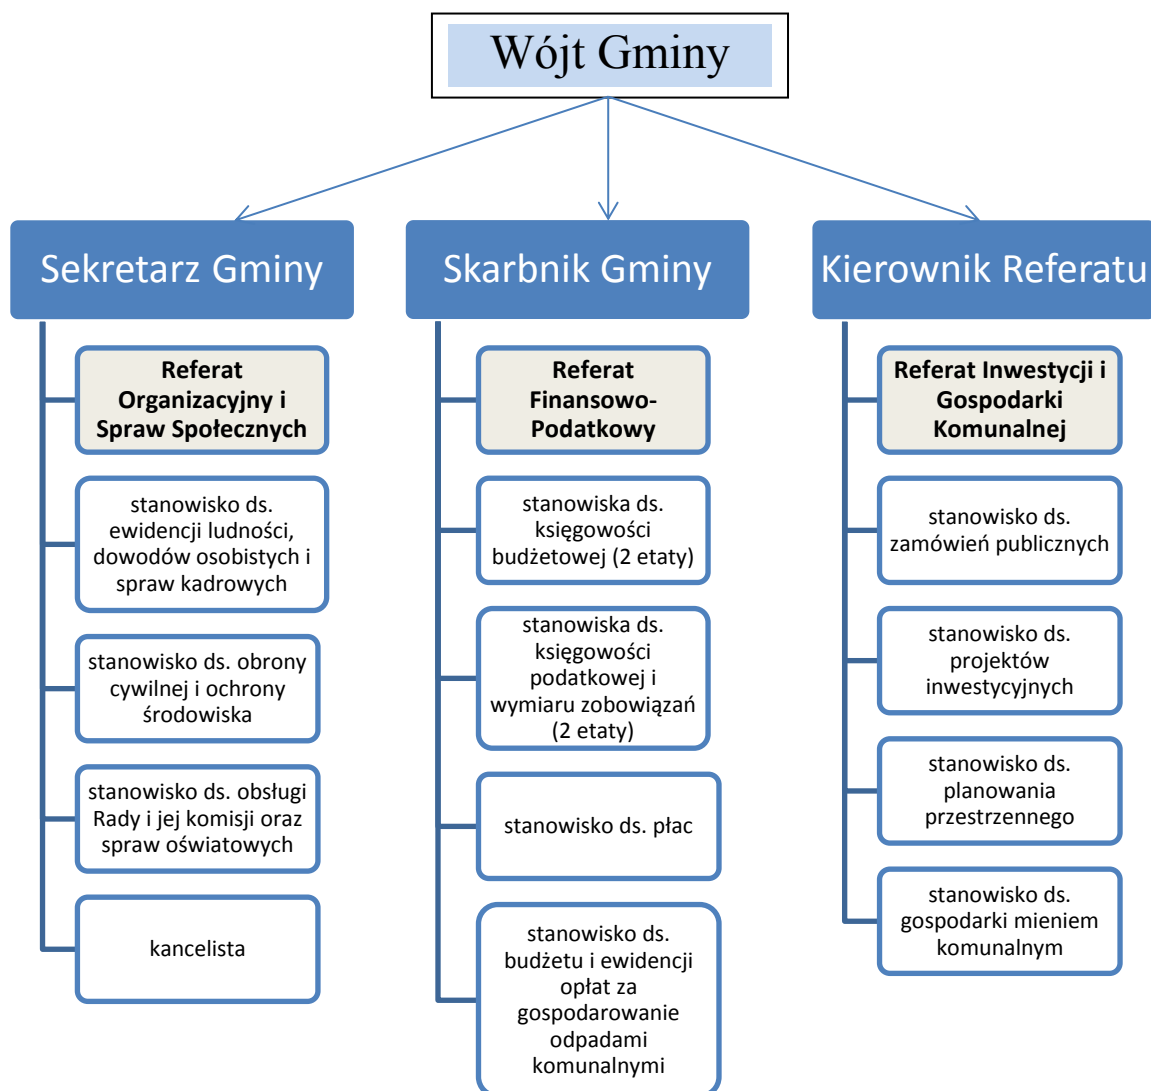 Wójt Gminy
Sekretarz Gminy
Referat
Organizacyjny i
Spraw Społecznych
stanowisko ds.
ewidencji ludności,
dowodów osobistych i
spraw kadrowych
stanowisko ds. obrony
cywilnej i ochrony
środowiska
stanowisko ds. obsługi
Rady i jej komisji oraz
spraw oświatowych
kancelista
Skarbnik Gminy
Referat
Finansowo-
Podatkowy
stanowiska ds.
księgowości
budżetowej (2 etaty)
stanowiska ds.
księgowości
podatkowej i
wymiaru zobowiązań
(2 etaty)
stanowisko ds. płac
stanowisko ds.
budżetu i ewidencji
opłat za
gospodarowanie
odpadami
komunalnymi
Kierownik Referatu
Referat Inwestycji i
Gospodarki
Komunalnej
stanowisko ds.
zamówień publicznych
stanowisko ds.
projektów
inwestycyjnych
stanowisko ds.
planowania
przestrzennego
stanowisko ds.
gospodarki mieniem
komunalnym